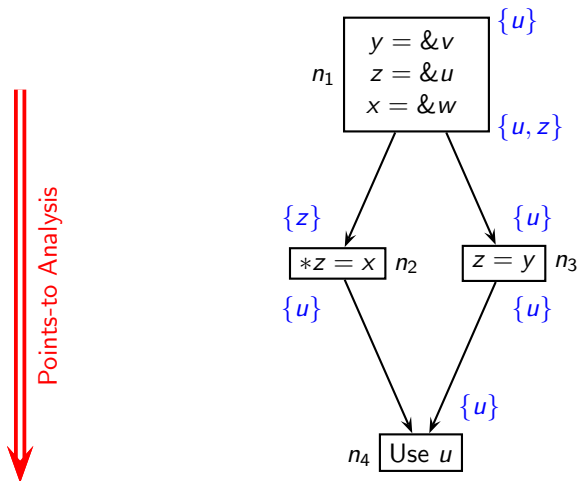 {u}
y = &v
z = &u
x = &w
n₁
{u, z}
{z}
{u}
*z = x
n₂
z = y
n₃
{u}
{u}
{u}
n₄
Use u
Points-to Analysis